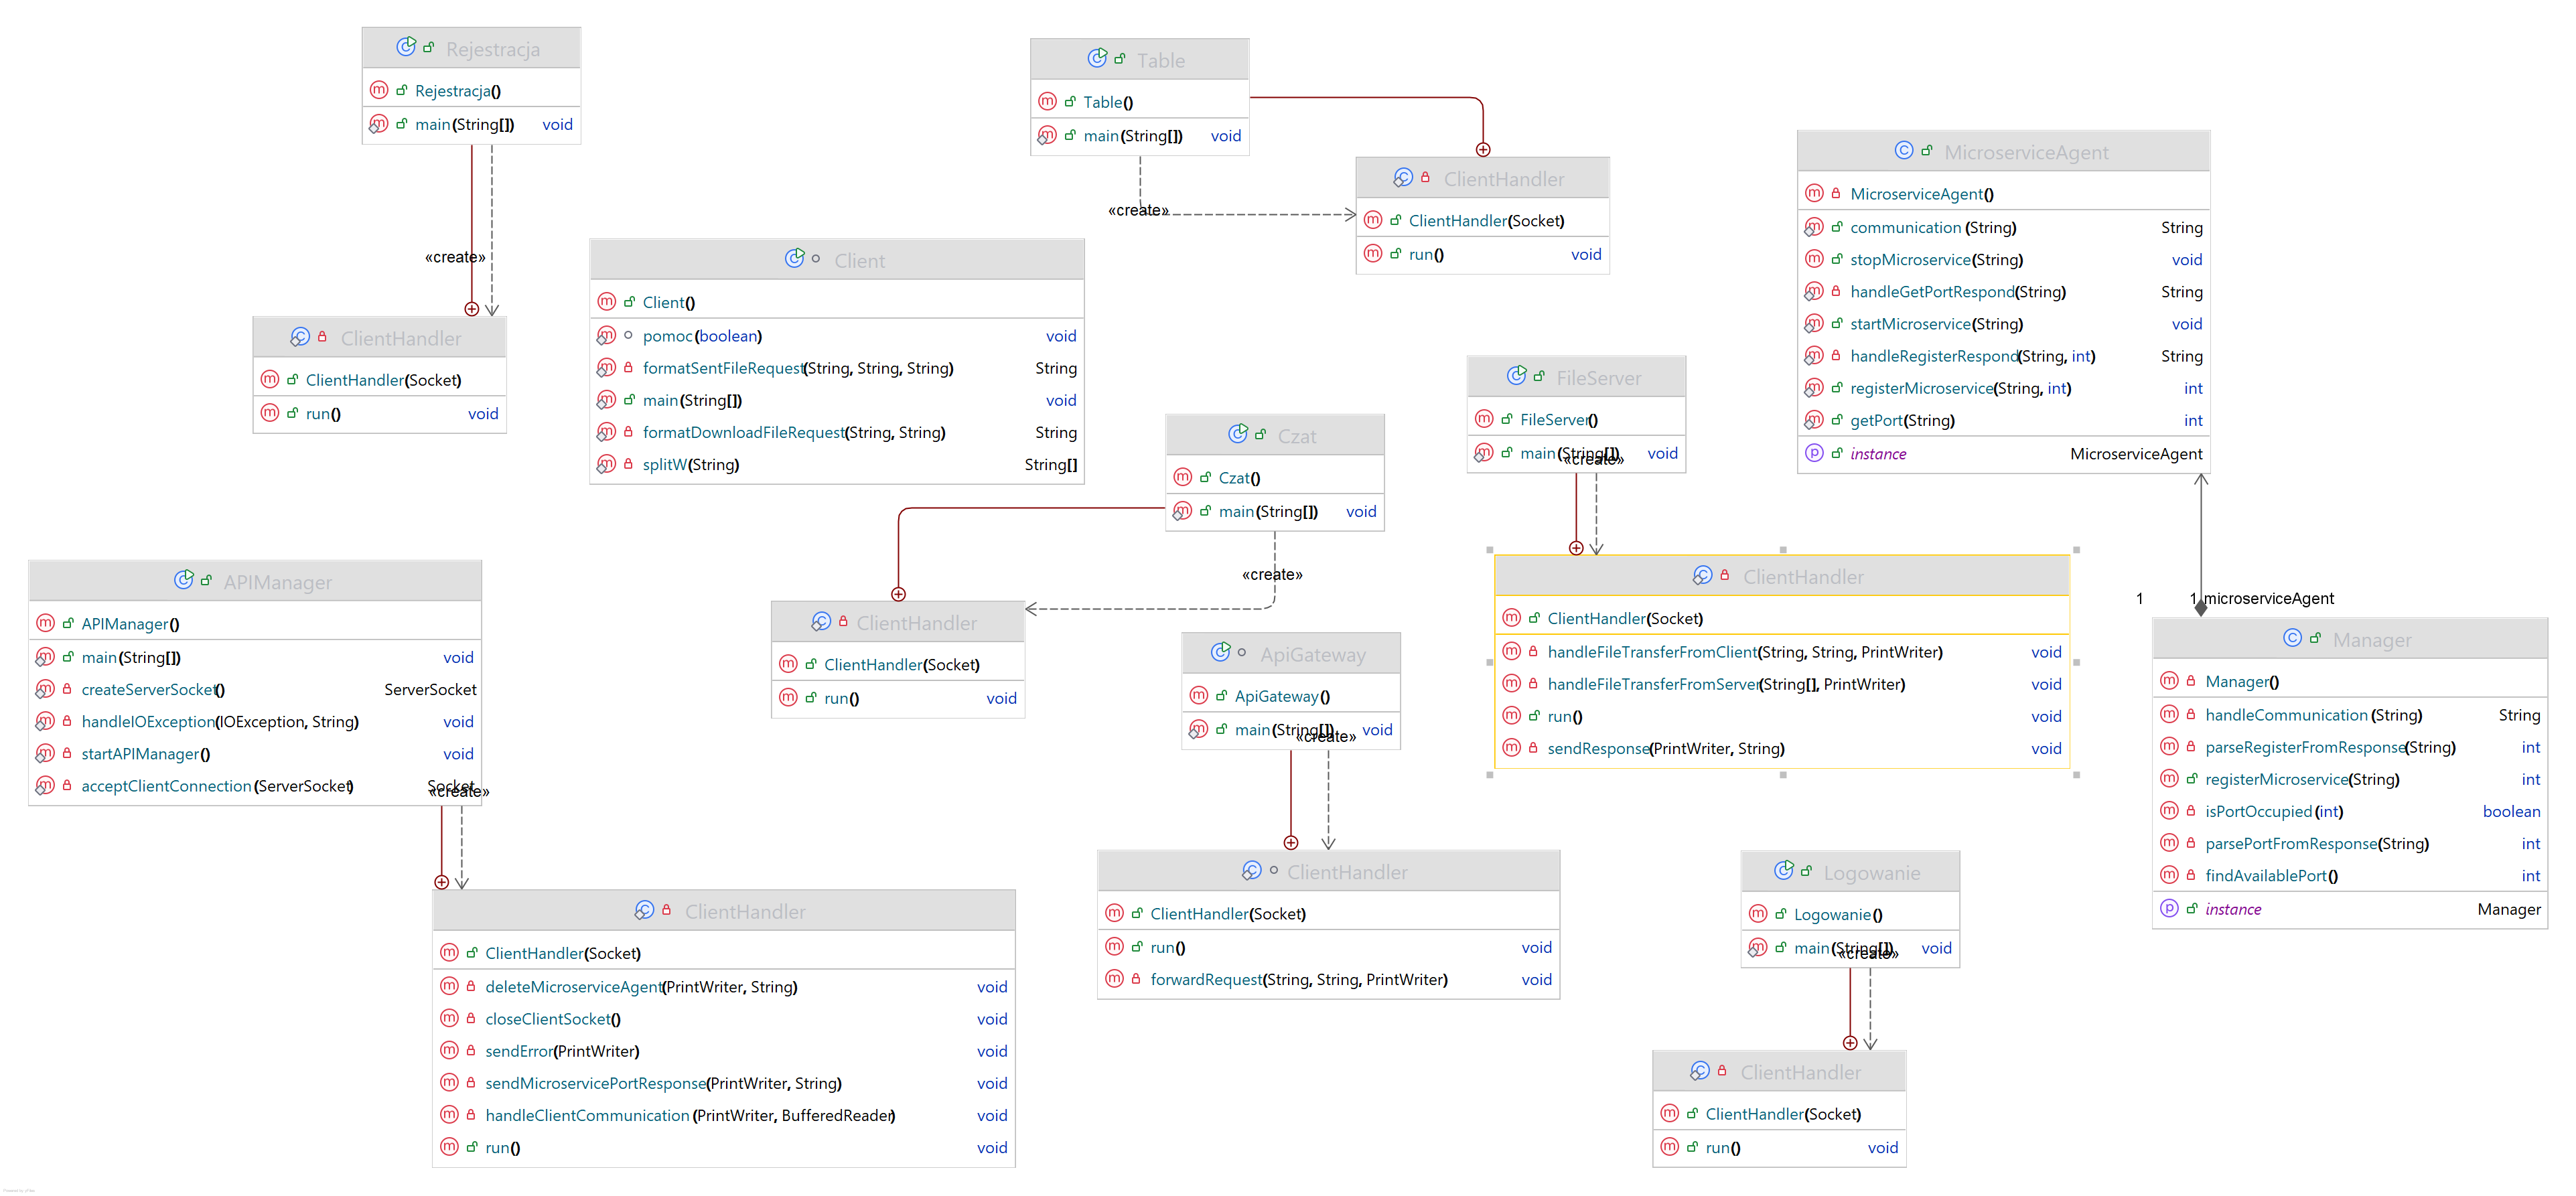 Rejestracja
Rejestracja()
main(String[]) void
«create»
ClientHandler
ClientHandler(Socket)
run() void
Table
Table()
main(String[]) void
«create»
ClientHandler
ClientHandler(Socket)
run() void
MicroserviceAgent
MicroserviceAgent()
communication(String) String
stopMicroservice(String) void
handleGetPortRespond(String) String
startMicroservice(String) void
handleRegisterRespond(String, int) String
registerMicroservice(String, int) int
getPort(String) int
instance MicroserviceAgent
Client
Client()
pomoc(boolean) void
formatSentFileRequest(String, String, String) String
main(String[]) void
formatDownloadFileRequest(String, String) String
splitW(String) String[]
FileServer
FileServer()
main(String[]) void
«create»
Czat
Czat()
main(String[]) void
«create»
ClientHandler
ClientHandler(Socket)
run() void
ClientHandler
ClientHandler(Socket)
handleFileTransferFromClient(String, String, PrintWriter) void
handleFileTransferFromServer(String[], PrintWriter) void
run() void
sendResponse(PrintWriter, String) void
1
1 microserviceAgent
Manager
Manager()
handleCommunication(String) String
parseRegisterFromResponse(String) int
registerMicroservice(String) int
isPortOccupied(int) boolean
parsePortFromResponse(String) int
findAvailablePort() int
instance Manager
APIManager
APIManager()
main(String[]) void
createServerSocket() ServerSocket
handleIOException(IOException, String) void
startAPIManager() void
acceptClientConnection(ServerSocket) Socket
«create»
ClientHandler
ClientHandler(Socket)
deleteMicroserviceAgent(PrintWriter, String) void
closeClientSocket() void
sendError(PrintWriter) void
sendMicroservicePortResponse(PrintWriter, String) void
handleClientCommunication(PrintWriter, BufferedReader) void
run() void
ApiGateway
ApiGateway()
main(String[]) void
«create»
ClientHandler
ClientHandler(Socket)
run() void
forwardRequest(String, String, PrintWriter) void
Logowanie
Logowanie()
main(String[]) void
«create»
ClientHandler
ClientHandler(Socket)
run() void